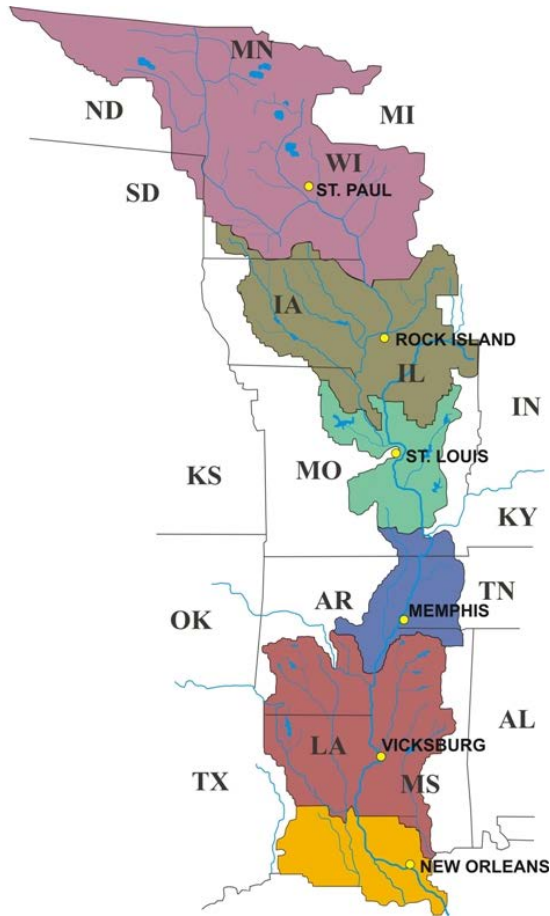 MN
ND
MI
WI
SD
ST. PAUL
IA
ROCK ISLAND
IL
IN
ST. LOUIS
MO
KS
KY
TN
AR
MEMPHIS
OK
AL
LA
VICKSBURG
TX
MS
NEW ORLEANS